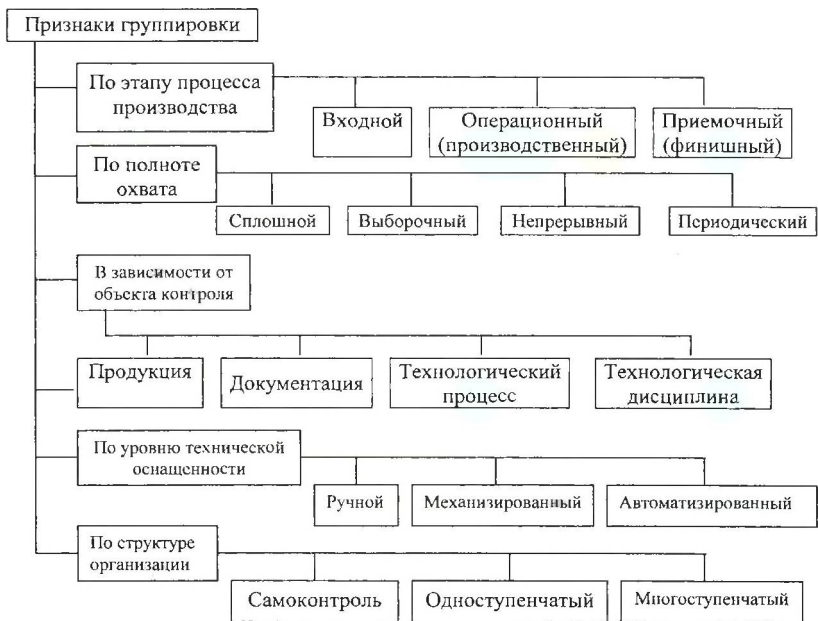 Признаки группировки
По этапу процесса
производства
Входной
Операционный
(производственный)
Приемочный
(финишный)
По полноте
охвата
Сплошной
Выборочный
Непрерывный
Периодический
В зависимости от
объекта контроля
Продукция
Документация
Технологический
процесс
Технологическая
дисциплина
По уровню технической
оснащенности
Ручной
Механизированный
Автоматизированный
По структуре
организации
Самоконтроль
Одноступенчатый
Многоступенчатый